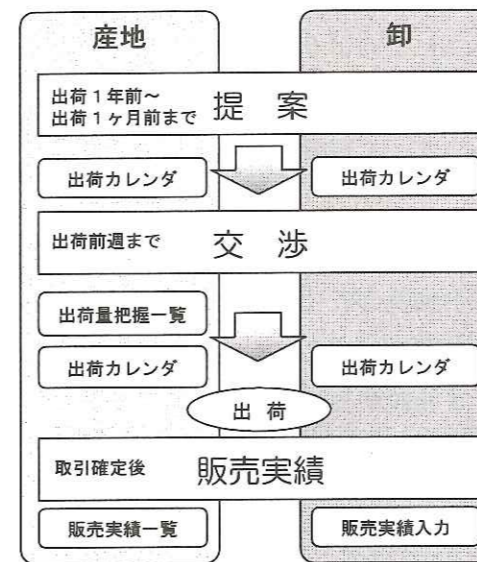 産地
卸
出荷1年前～
出荷1ヶ月前まで
提 案
出荷カレンダ
出荷カレンダ
出荷前週まで
交 渉
出荷量把握一覧
出荷カレンダ
出荷カレンダ
出 荷
取引確定後
販売実績
販売実績一覧
販売実績入力